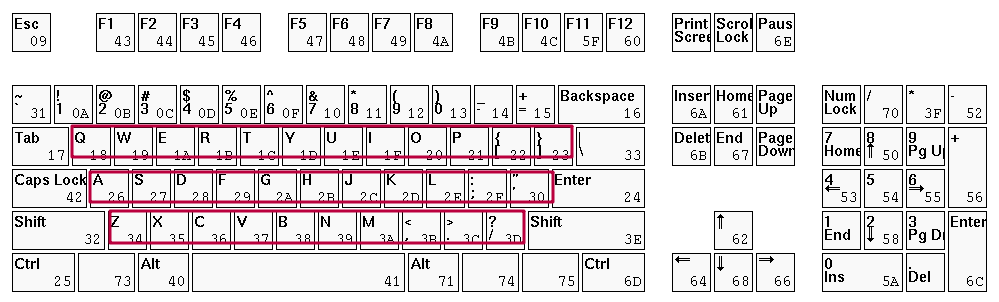 Esc F1 F2 F3 F4 F5 F6 F7 F8 F9 F10 F11 F12 Print Scrol Paus
09 43 44 45 46 47 48 49 4A 4B 4C 5F 60 Scree Lock 6E
~ ! @ # $ % ^ & * ( ) _ + Backspace Inser Home Page Num / * -
` 31 1 0A 2 0B 3 0C 4 0D 5 0E 6 0F 7 10 8 11 9 12 0 13 - 14 = 15 16 6A 61 Up Lock 70 3F 52
Tab Q W E R T Y U I O P { } | Delet End Page 7 8 9 +
17 18 19 1A 1B 1C 1D 1E 1F 20 21 [ 22 ] 23 \ 33 6B 67 Down Home ↑ 50 Pg Up
Caps Lock A S D F G H J K L : " Enter 4 5 6
42 26 27 28 29 2A 2B 2C 2D 2E ; 2F ' 30 24 ← 53 54 → 55 56
Shift Z X C V B N M < > ? Shift ↑ 1 2 3 Enter
32 34 35 36 37 38 39 3A , 3B . 3C / 3D 3E 62 End ↓ 58 Pg D
Ctrl Alt Alt Ctrl ← ↓ → 0 .
25 73 40 41 71 74 75 6D 64 68 66 Ins 5A Del 6C